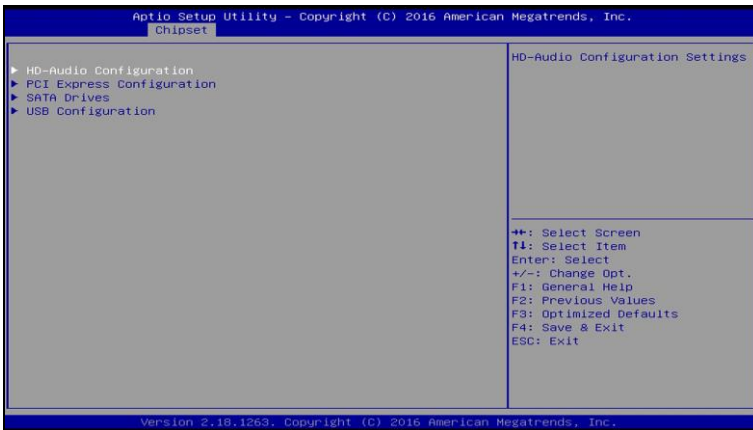 Aptio Setup Utility – Copyright (C) 2016 American Megatrends, Inc.
Chipset
▶ HD-Audio Configuration
▶ PCI Express Configuration
▶ SATA Drives
▶ USB Configuration
HD-Audio Configuration Settings
→←: Select Screen
↑↓: Select Item
Enter: Select
+/-: Change Opt.
F1: General Help
F2: Previous Values
F3: Optimized Defaults
F4: Save & Exit
ESC: Exit
Version 2.18.1263. Copyright (C) 2016 American Megatrends, Inc.